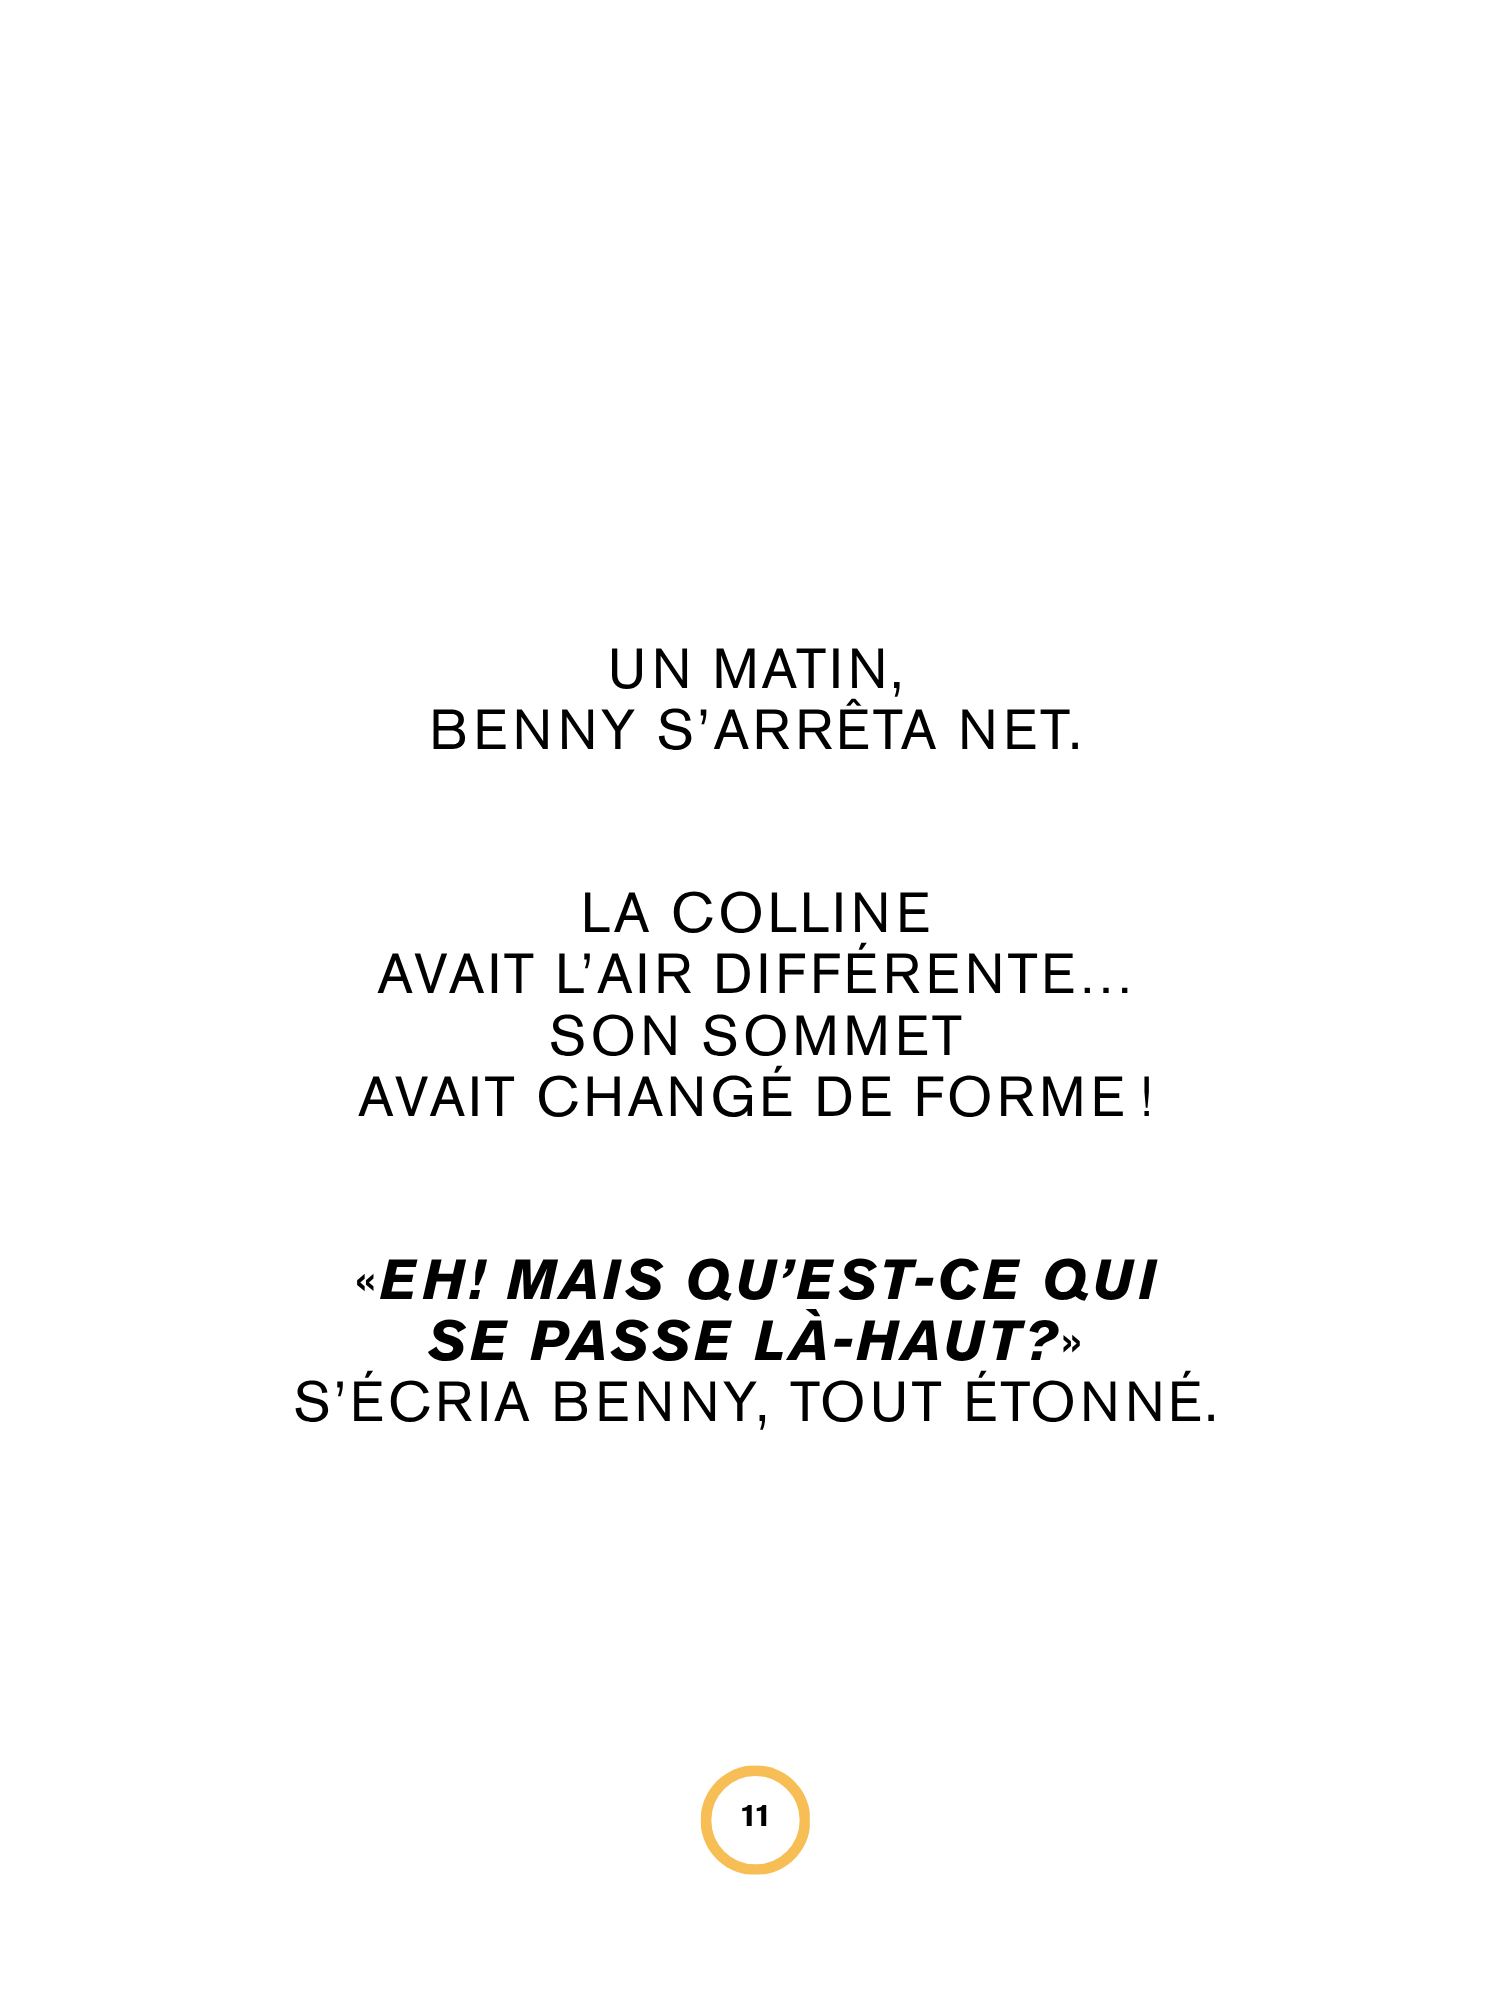 UN MATIN,
BENNY S’ARRÊTA NET.
LA COLLINE
AVAIT L’AIR DIFFÉRENTE…
SON SOMMET
AVAIT CHANGÉ DE FORME !
«EH! MAIS QU’EST-CE QUI
SE PASSE LÀ-HAUT?»
S’ÉCRIA BENNY, TOUT ÉTONNÉ.
11